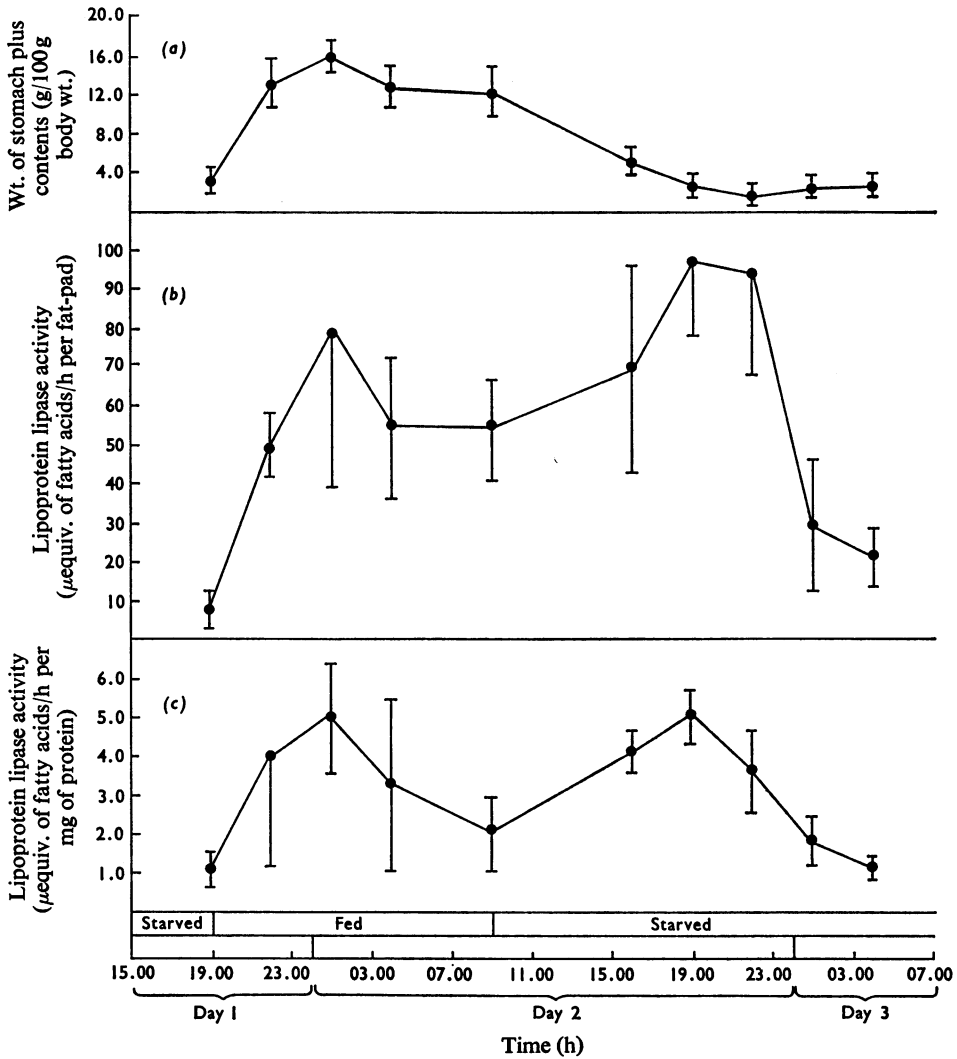 Wt. of stomach plus
contents (g/100g
body wt.)
20.0
16.0
12.0
8.0
4.0
(a)
Lipoprotein lipase activity
(μequiv. of fatty acids/h per fat-pad)
100
90
80
70
60
50
40
30
20
10
(b)
Lipoprotein lipase activity
(μequiv. of fatty acids/h per
mg of protein)
6.0
5.0
4.0
3.0
2.0
1.0
(c)
Starved Fed Starved
15.00 19.00 23.00 03.00 07.00 11.00 15.00 19.00 23.00 03.00 07.00
Day 1 Day 2 Day 3
Time (h)